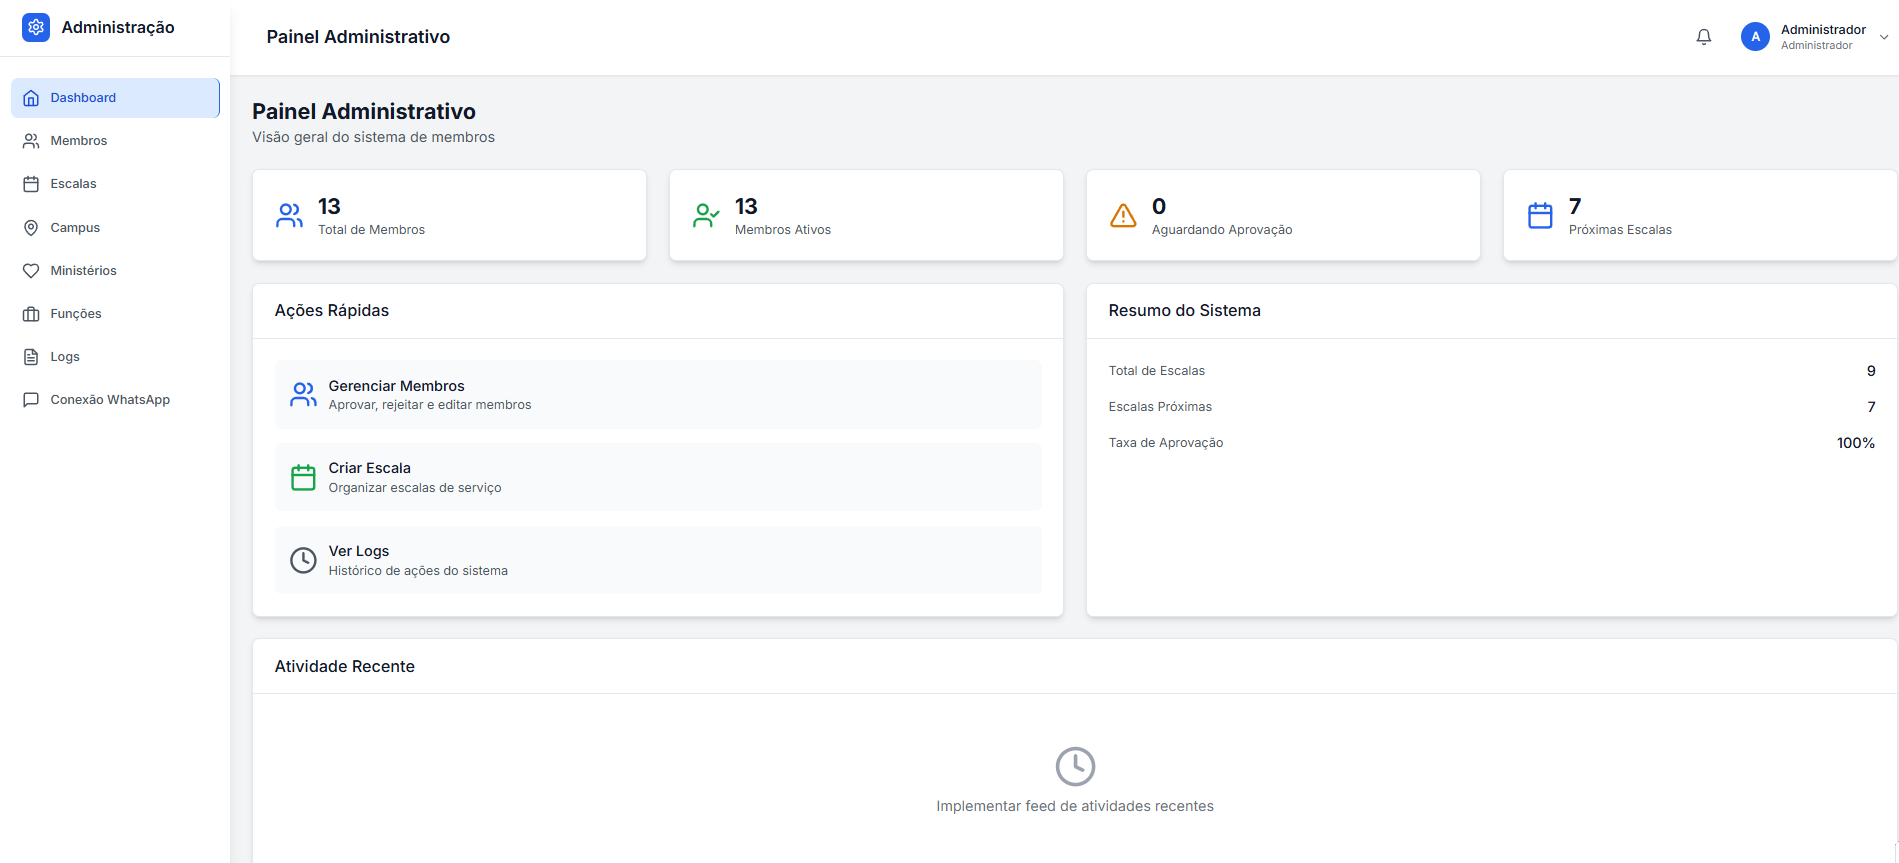 Administração
Dashboard
Membros
Escalas
Campus
Ministérios
Funções
Logs
Conexão WhatsApp
Painel Administrativo
A
Administrador
Administrador
Painel Administrativo
Visão geral do sistema de membros
13
Total de Membros
13
Membros Ativos
0
Aguardando Aprovação
7
Próximas Escalas
Ações Rápidas
Gerenciar Membros
Aprovar, rejeitar e editar membros
Criar Escala
Organizar escalas de serviço
Ver Logs
Histórico de ações do sistema
Resumo do Sistema
Total de Escalas 9
Escalas Próximas 7
Taxa de Aprovação 100%
Atividade Recente
Implementar feed de atividades recentes